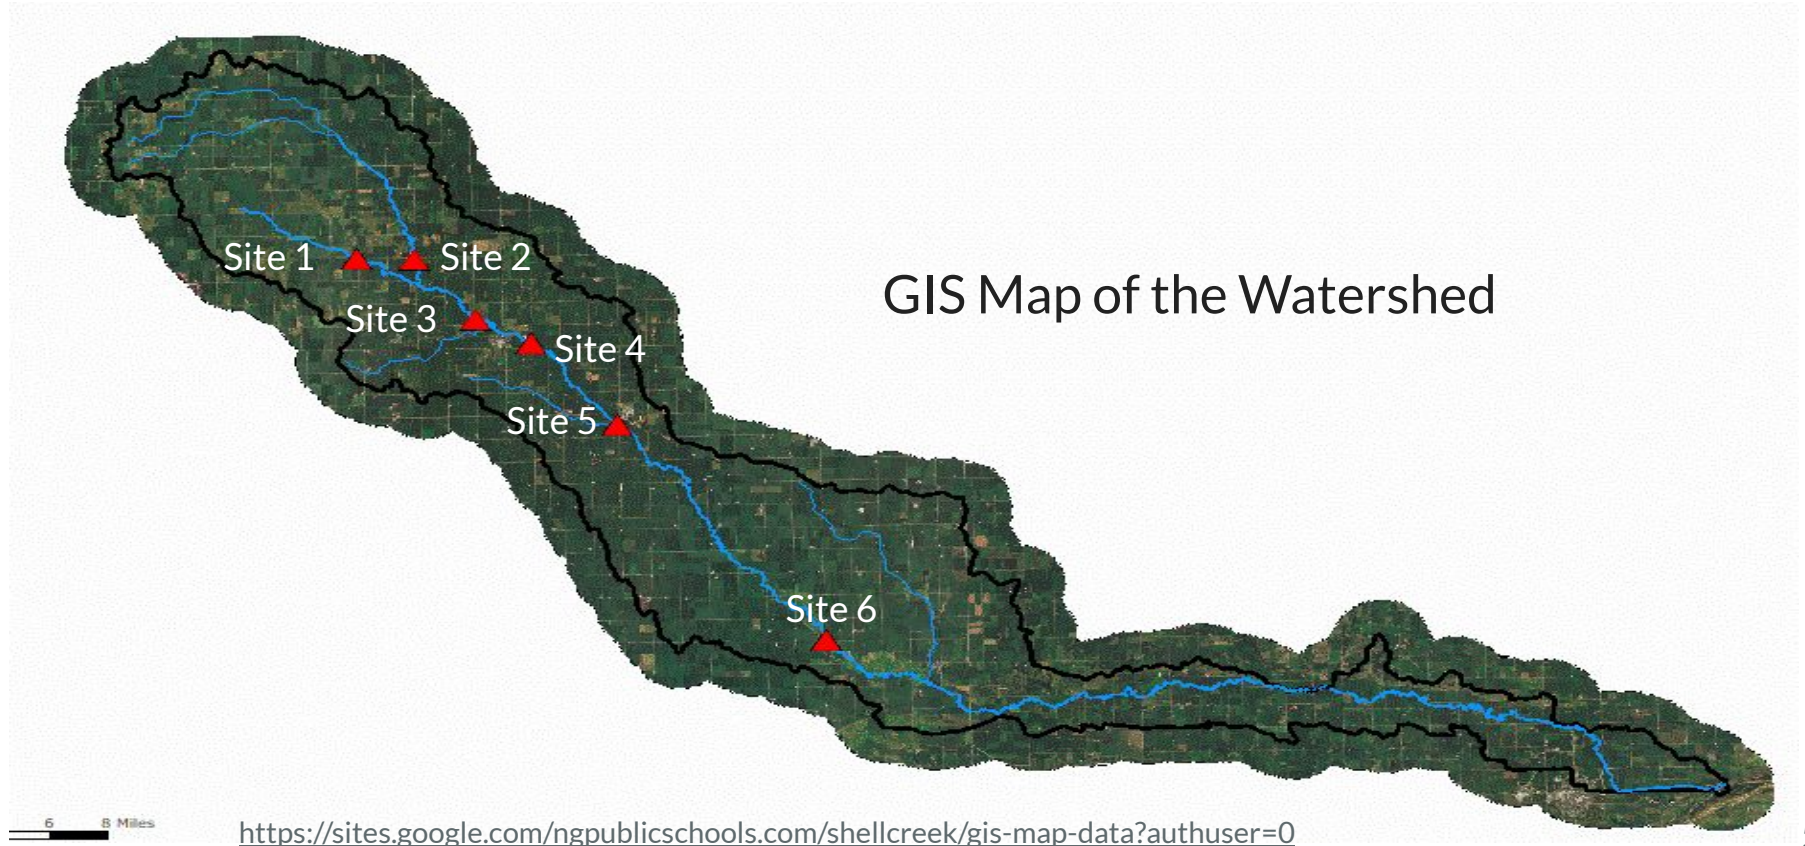 Site 1
Site 2
GIS Map of the Watershed
Site 3
Site 4
Site 5
Site 6
6 8 Miles
https://sites.google.com/ngpublicschools.com/shellcreek/gis-map-data?authuser=0